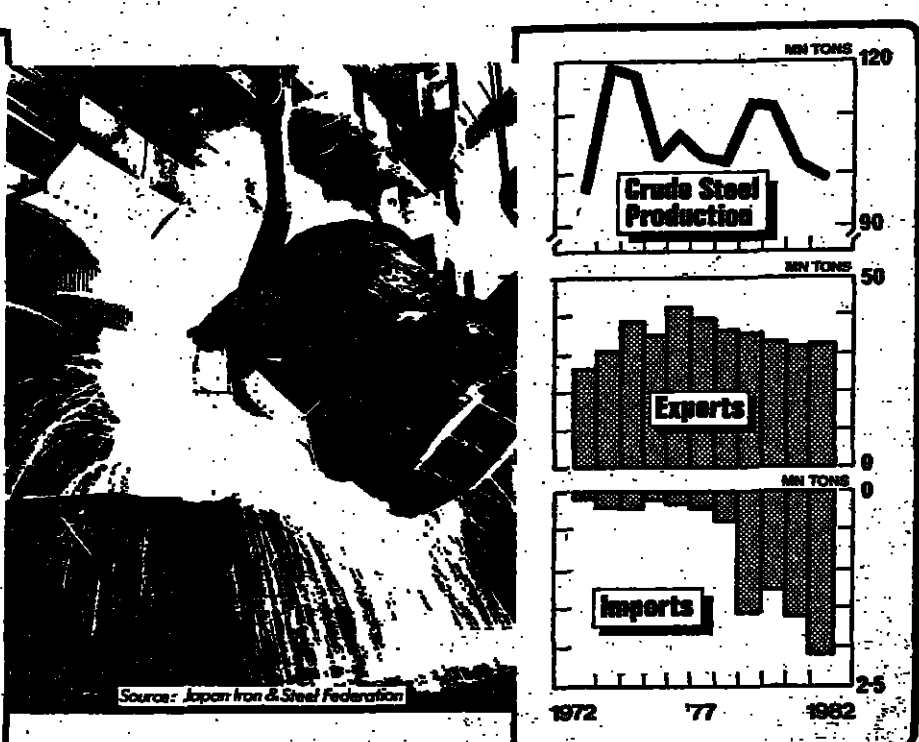 MN TONS
120
Crude Steel
Production
90
MN TONS
50
Exports
0
MN TONS
0
Imports
2·5
1972 '77 1982
Source: Japan Iron & Steel Federation